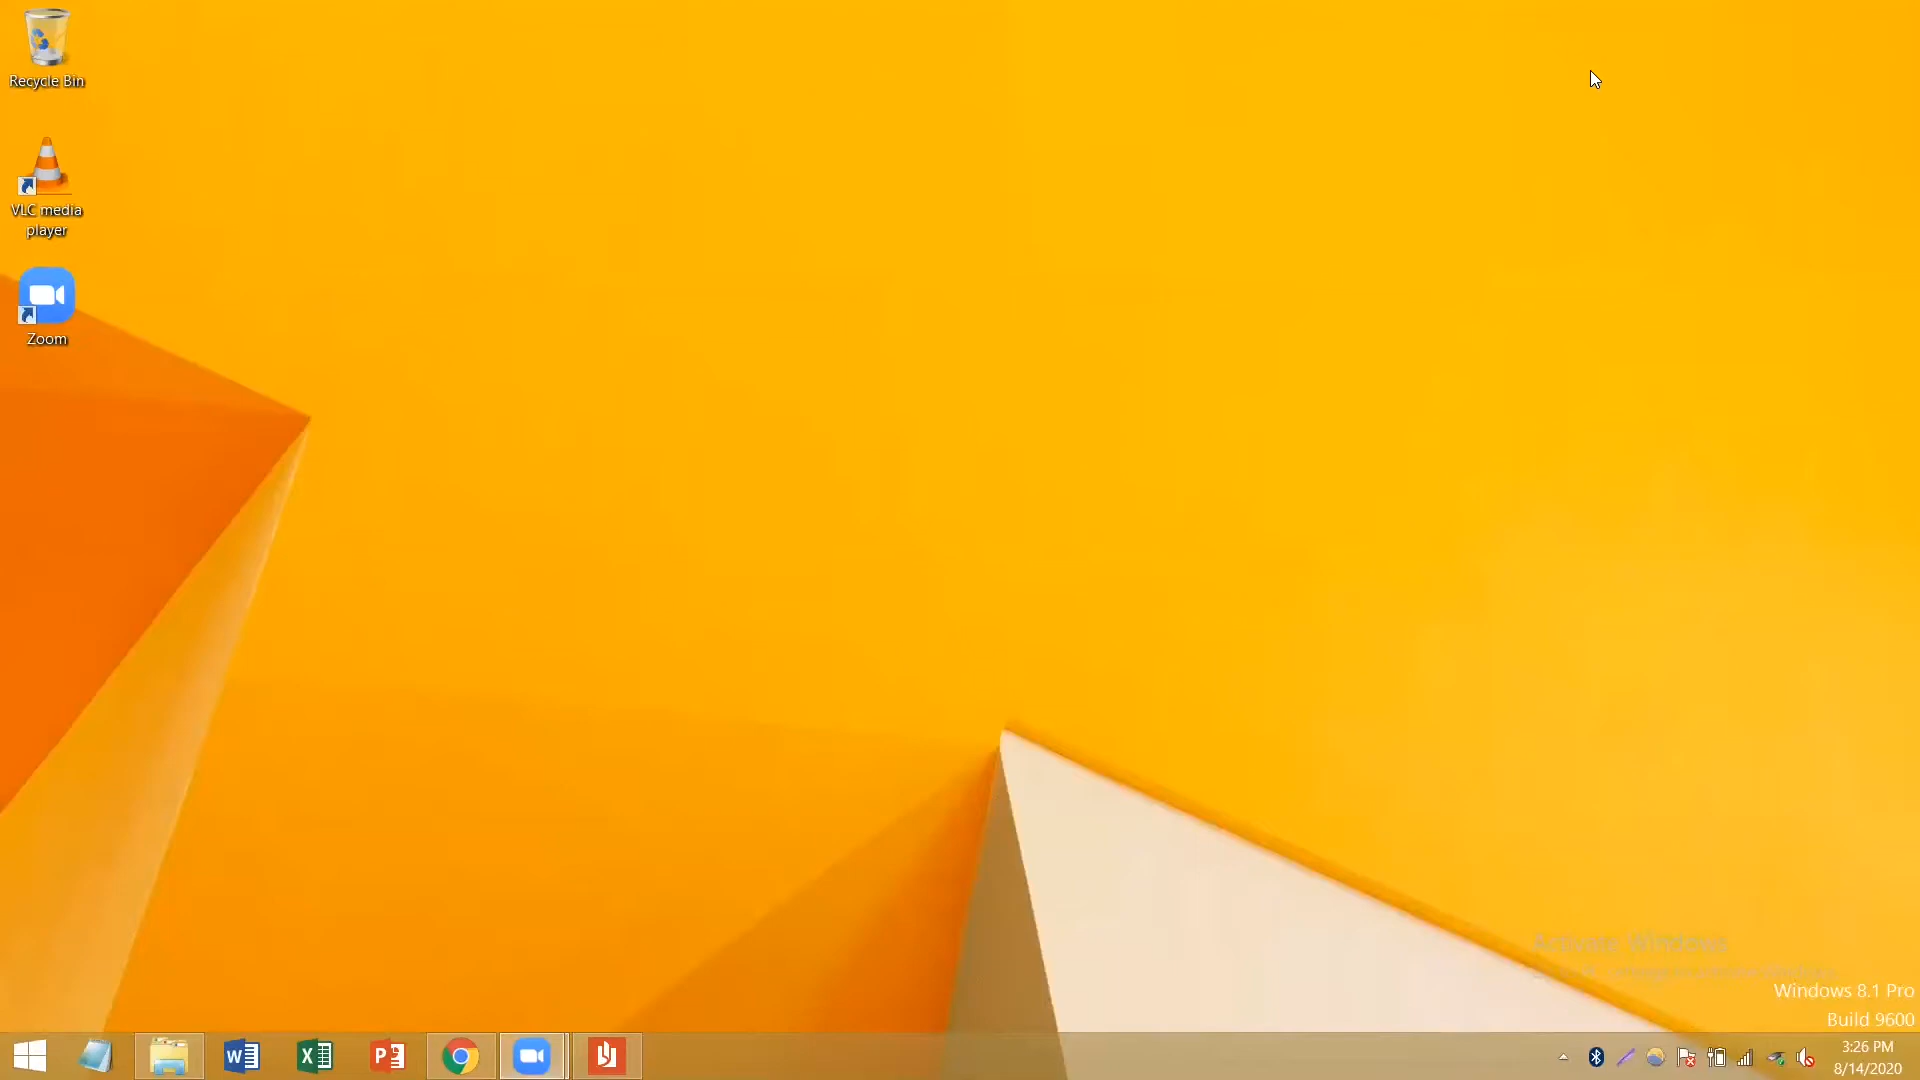 Recycle Bin
VLC media
player
Zoom
Activate Windows
Windows 8.1 Pro
Build 9600
3:26 PM
8/14/2020